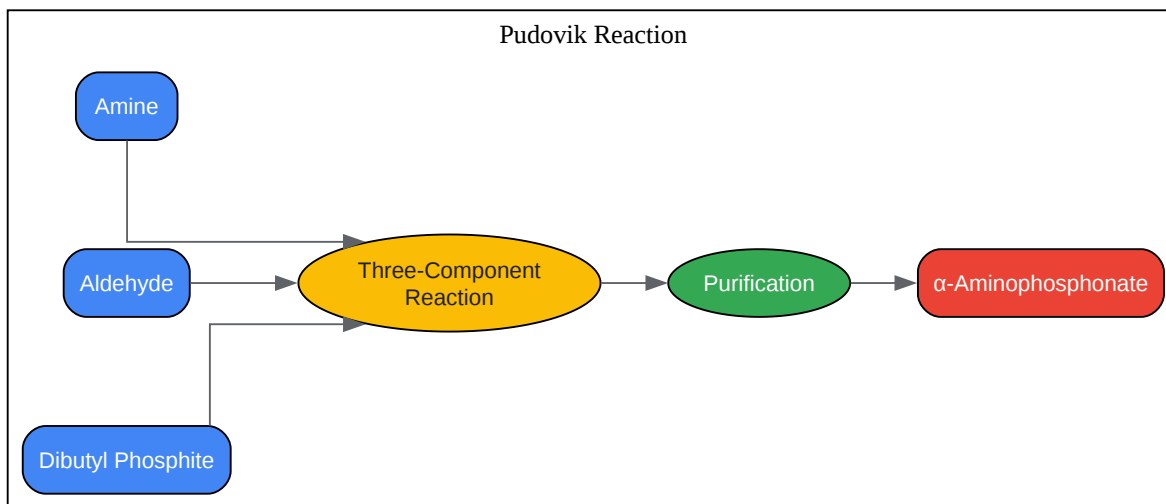 Pudovik Reaction
Amine
Aldehyde
Dibutyl Phosphite
Three-Component
Reaction
Purification
α-Aminophosphonate